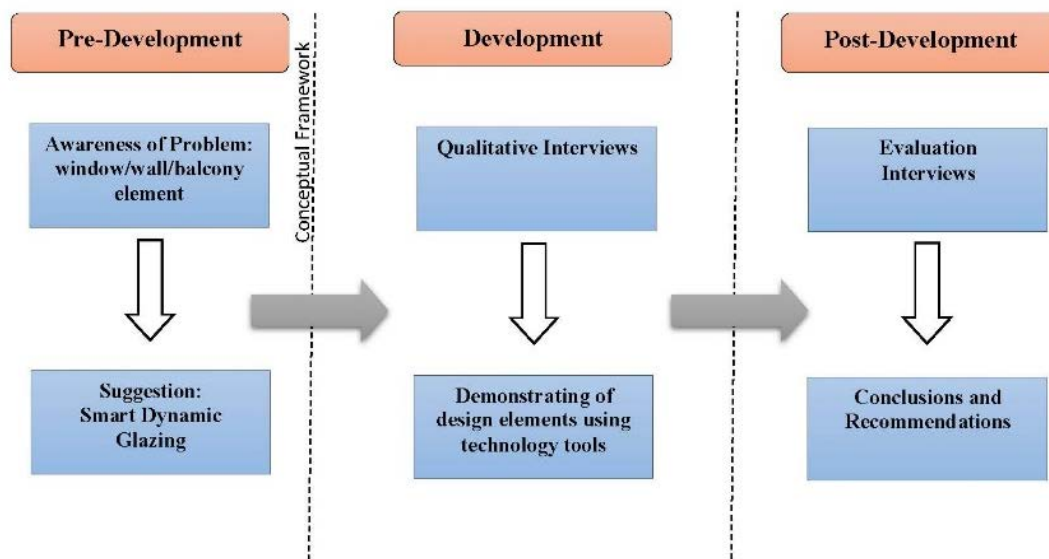 Pre-Development
Awareness of Problem:
window/wall/balcony
element
Suggestion:
Smart Dynamic
Glazing
Conceptual Framework
Development
Qualitative Interviews
Demonstrating of
design elements using
technology tools
Post-Development
Evaluation
Interviews
Conclusions and
Recommendations